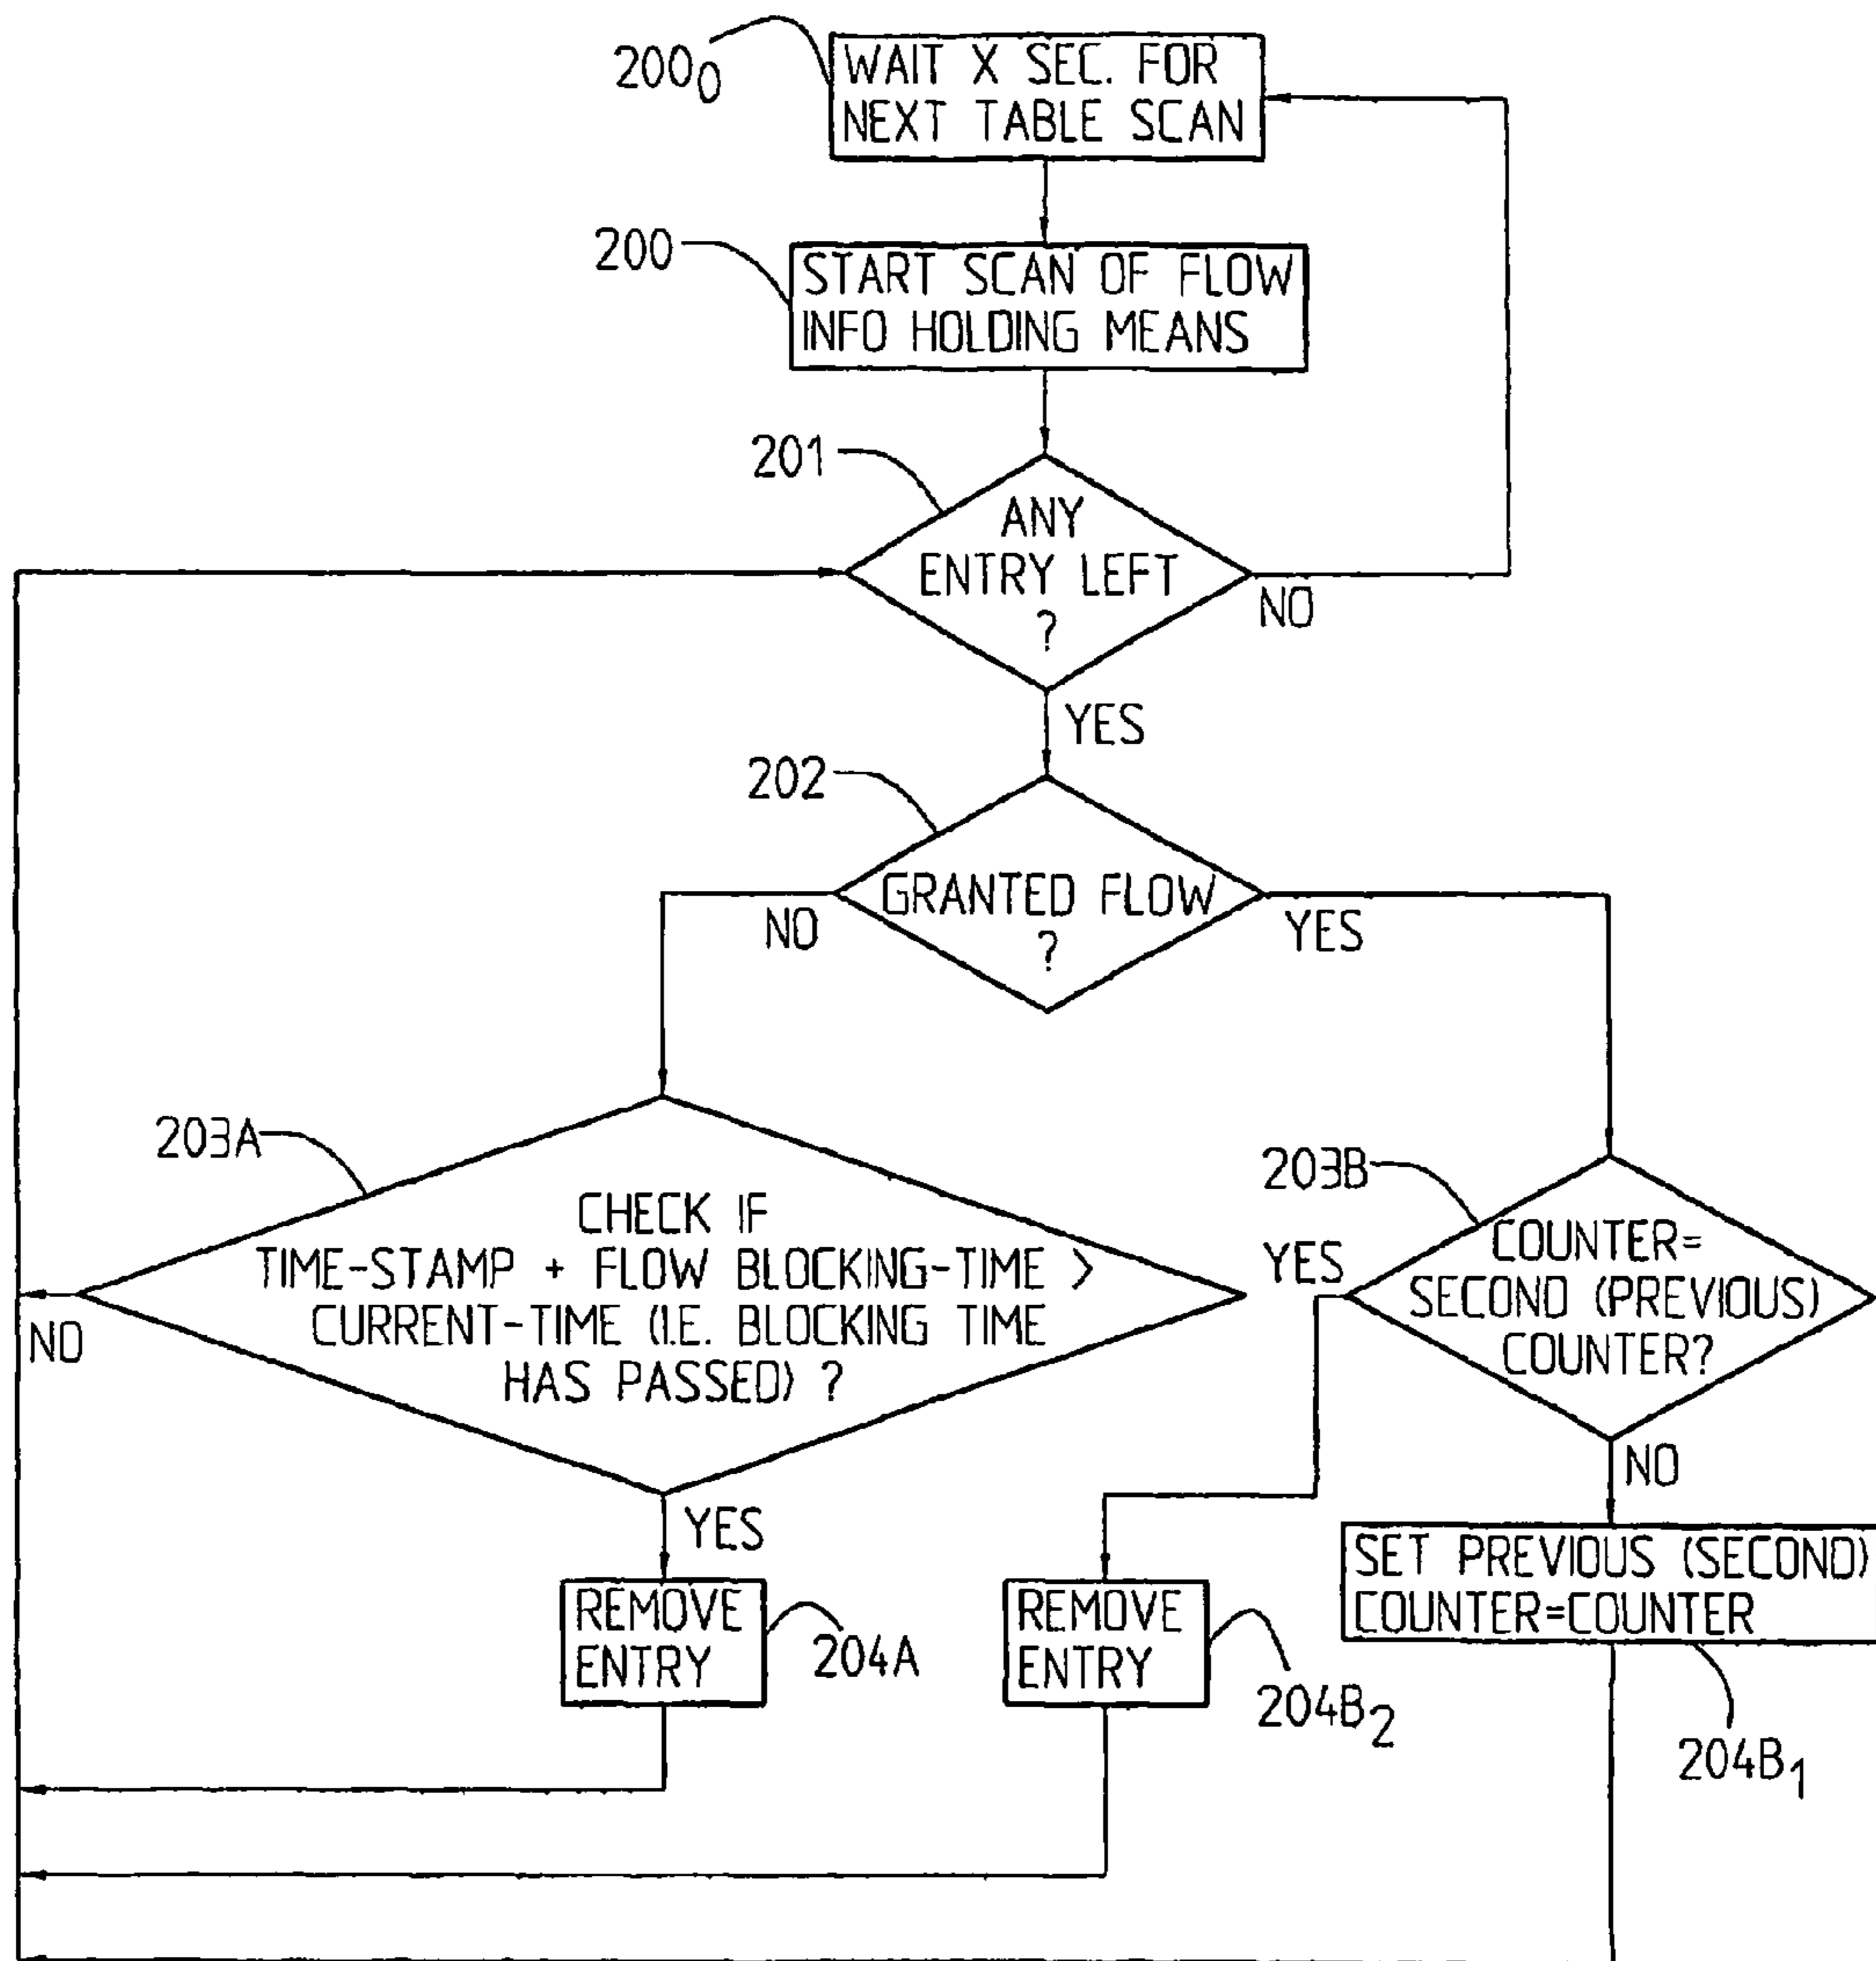 200₀
WAIT X SEC. FOR
NEXT TABLE SCAN
200
START SCAN OF FLOW
INFO HOLDING MEANS
201
ANY
ENTRY LEFT
?
NO
YES
202
GRANTED FLOW
?
NO
YES
203A
CHECK IF
TIME-STAMP + FLOW BLOCKING-TIME >
CURRENT-TIME (I.E. BLOCKING TIME
HAS PASSED) ?
NO
YES
203B
COUNTER=
SECOND (PREVIOUS)
COUNTER?
YES
NO
REMOVE
ENTRY
204A
REMOVE
ENTRY
204B₂
SET PREVIOUS (SECOND)
COUNTER=COUNTER
204B₁